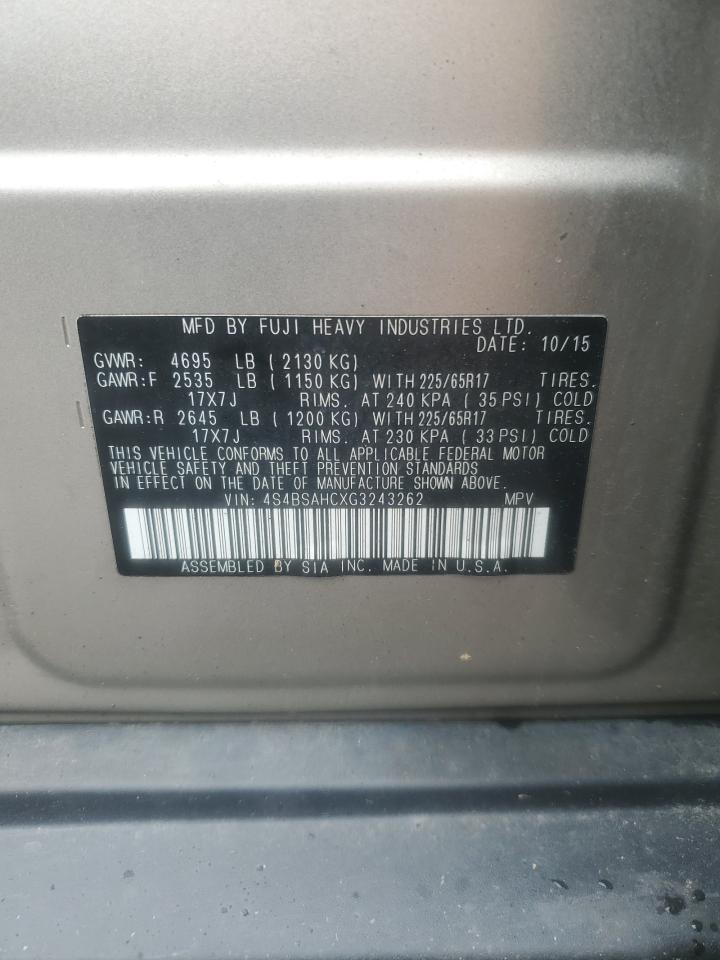 MFD BY FUJI HEAVY INDUSTRIES LTD.
DATE: 10/15
GVWR: 4695 LB ( 2130 KG)
GAWR:F 2535 LB ( 1150 KG) WITH 225/65R17 TIRES.
17X7J RIMS. AT 240 KPA ( 35 PSI) COLD
GAWR:R 2645 LB ( 1200 KG) WITH 225/65R17 TIRES.
17X7J RIMS. AT 230 KPA ( 33 PSI) COLD
THIS VEHICLE CONFORMS TO ALL APPLICABLE FEDERAL MOTOR
VEHICLE SAFETY AND THEFT PREVENTION STANDARDS
IN EFFECT ON THE DATE OF MANUFACTURE SHOWN ABOVE.
VIN: 4S4BSAHCXG3243262 MPV
ASSEMBLED BY SIA INC. MADE IN U.S.A.